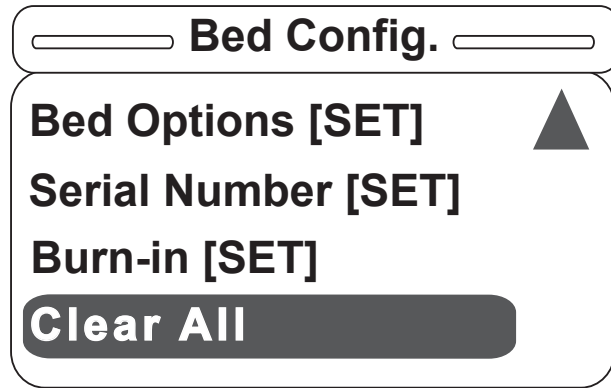 Bed Config.
Bed Options [SET]
Serial Number [SET]
Burn-in [SET]
Clear All